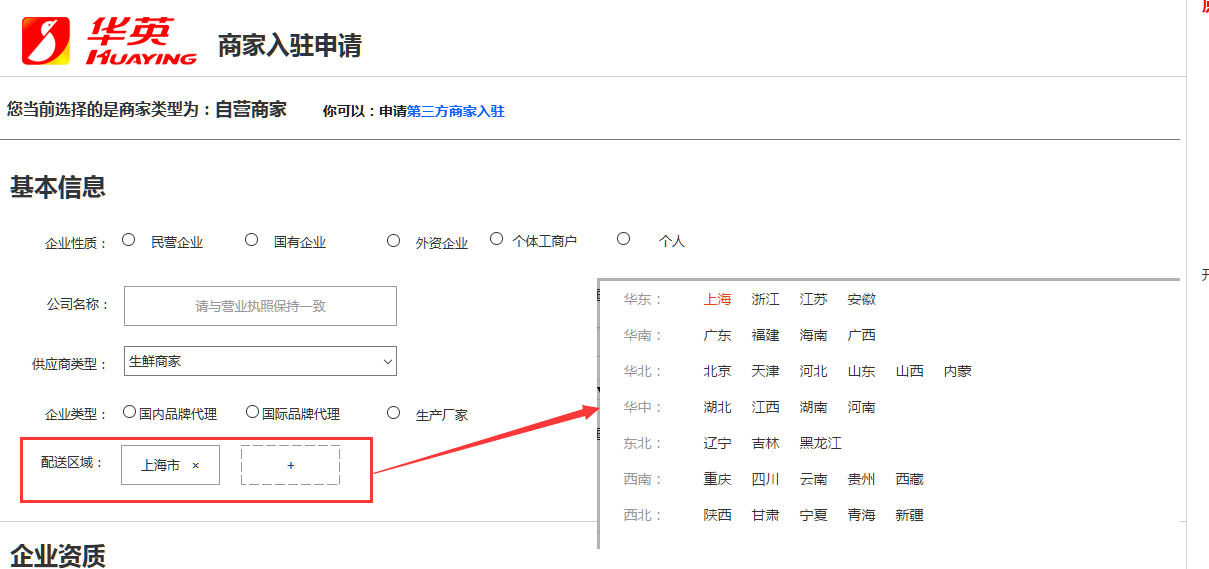 华英
HUAYING
商家入驻申请
您当前选择的是商家类型为：自营商家 你可以：申请第三方商家入驻
基本信息
企业性质： 民营企业 国有企业 外资企业 个体工商户 个人
公司名称： 请与营业执照保持一致
供应商类型： 生鲜商家
企业类型： 国内品牌代理 国际品牌代理 生产厂家
配送区域： 上海市 × +
华东： 上海 浙江 江苏 安徽
华南： 广东 福建 海南 广西
华北： 北京 天津 河北 山东 山西 内蒙
华中： 湖北 江西 湖南 河南
东北： 辽宁 吉林 黑龙江
西南： 重庆 四川 云南 贵州 西藏
西北： 陕西 甘肃 宁夏 青海 新疆
企业资质